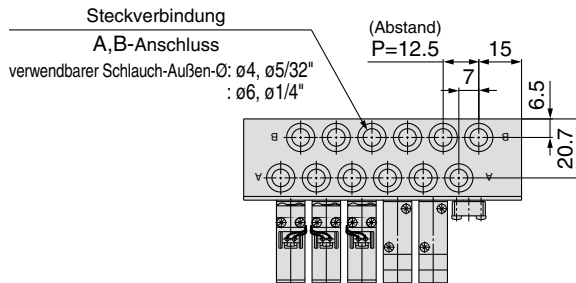 Steckverbindung
A,B-Anschluss
verwendbarer Schlauch-Außen-Ø: ø4, ø5/32"
: ø6, ø1/4"
(Abstand)
P=12.5
15
7
6.5
20.7
B
B
A
A